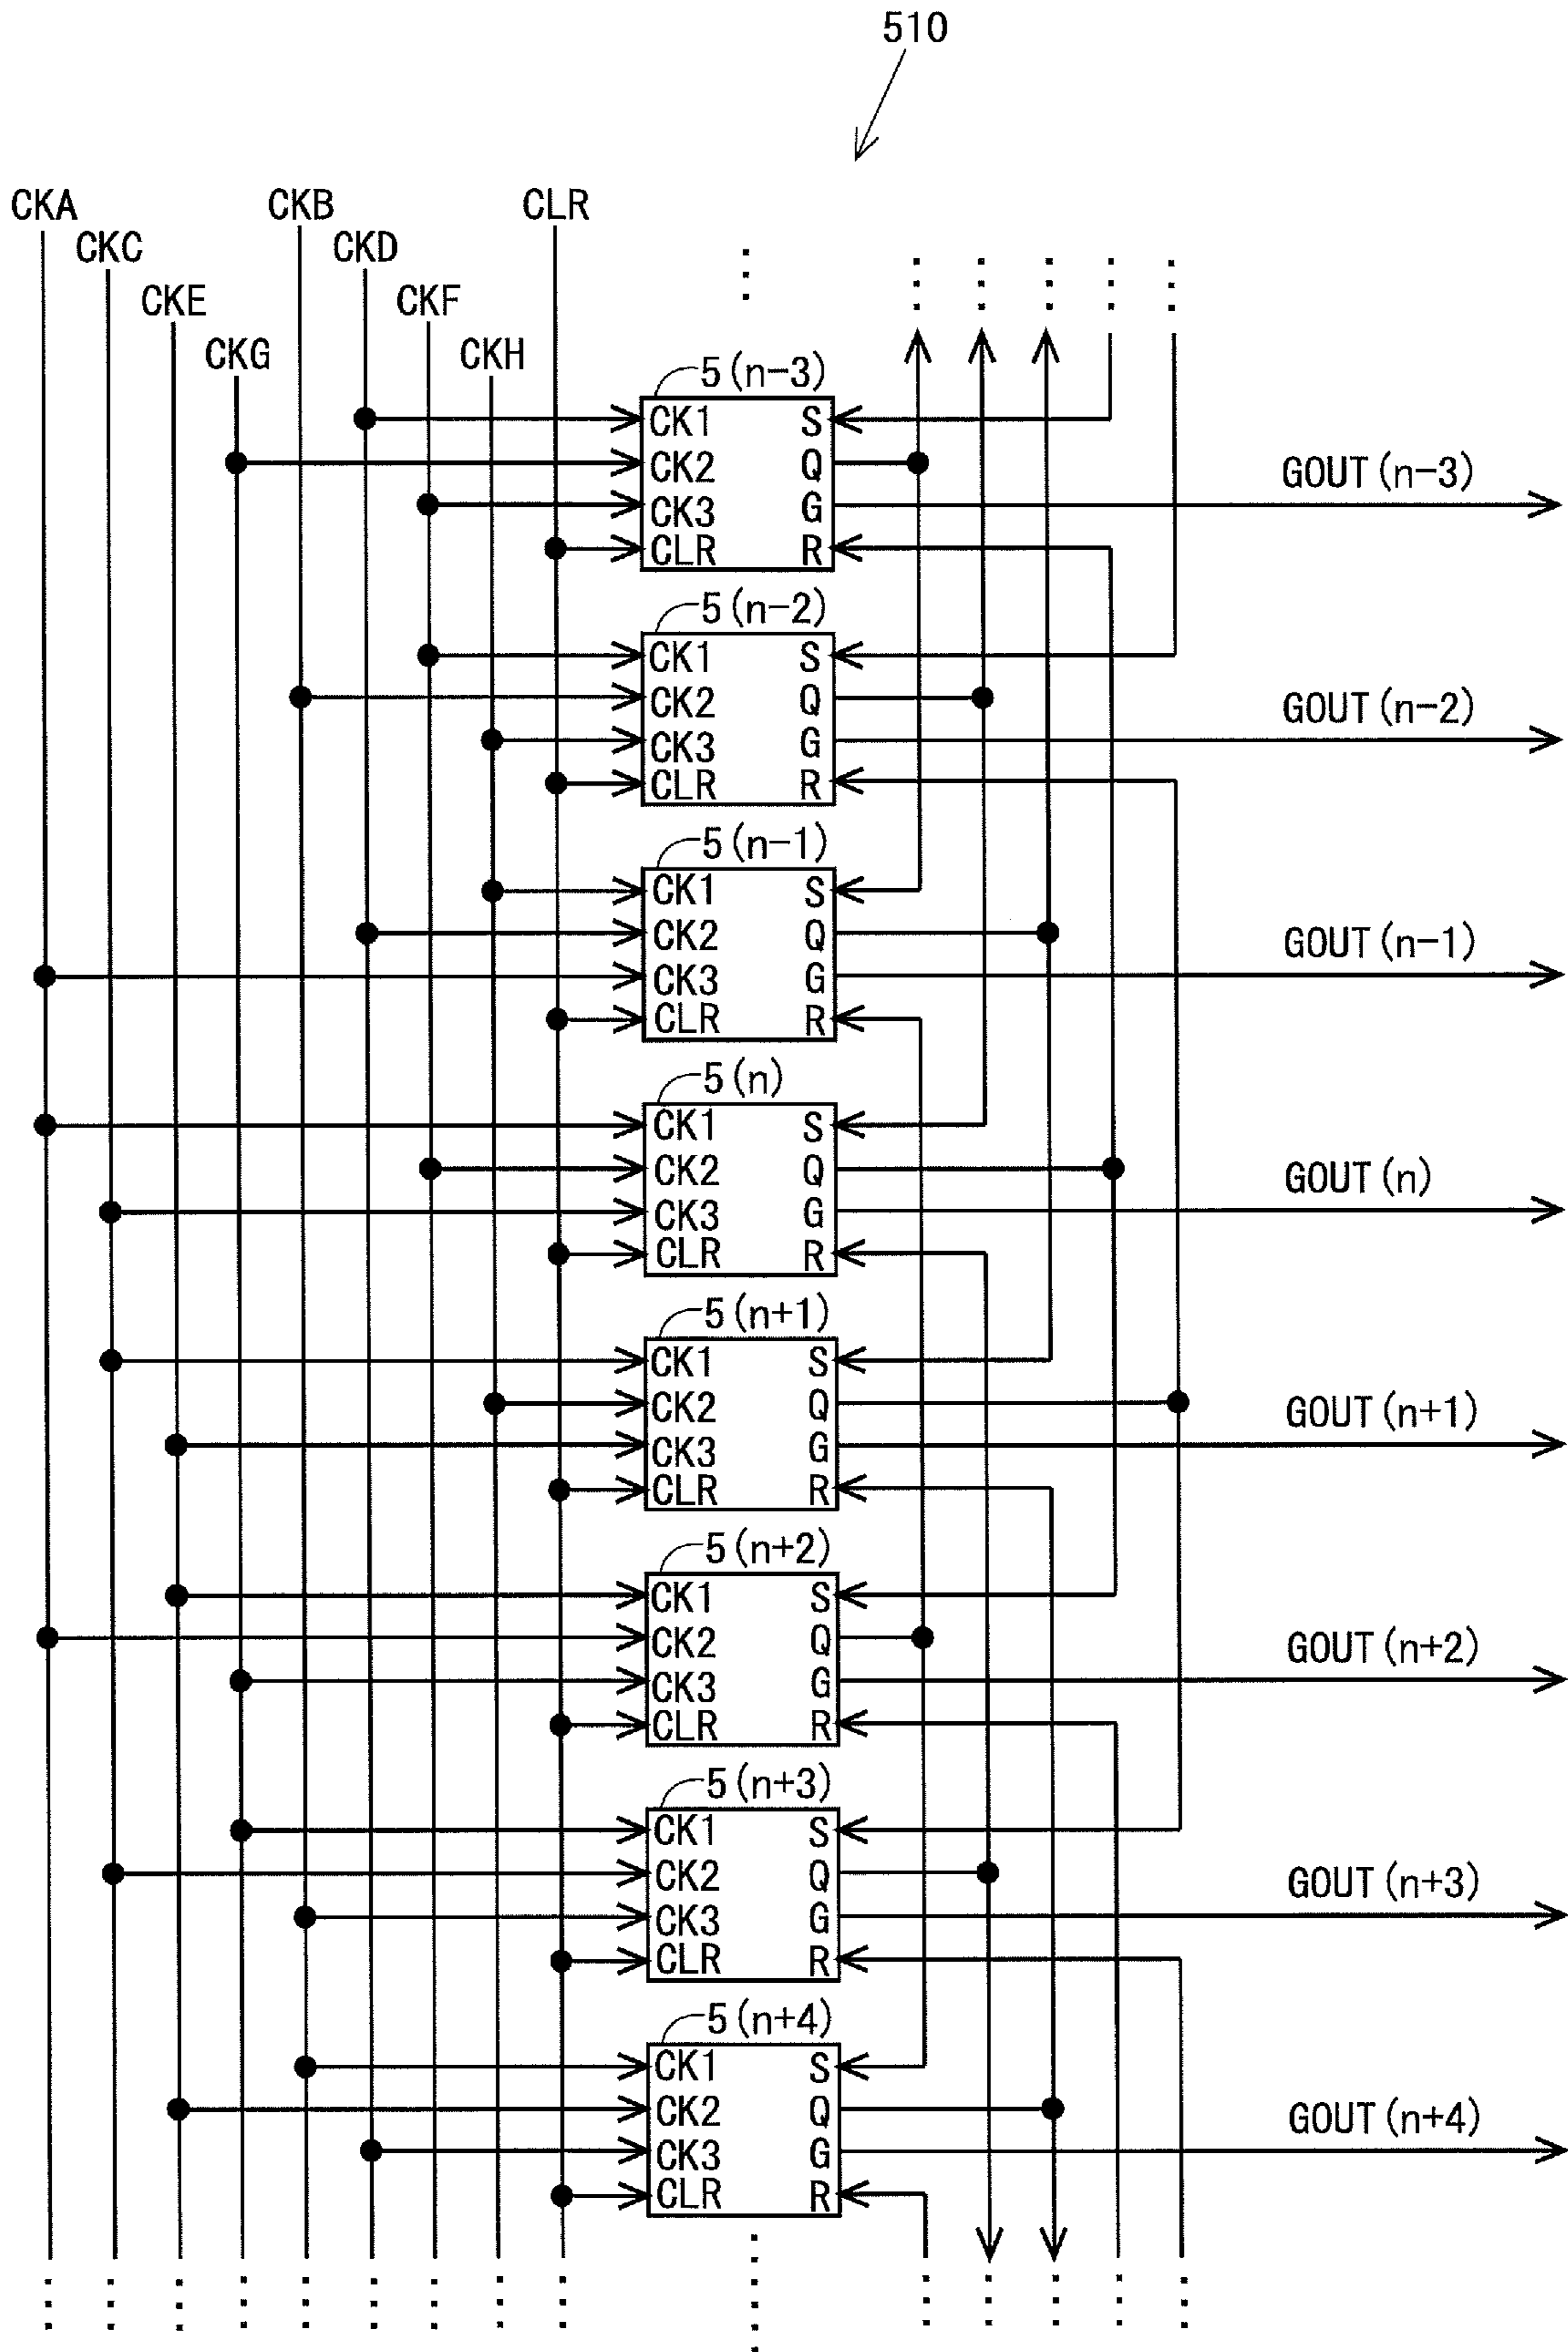 510
CKA
CKB
CLR
CKC
CKD
CKE
CKF
CKG
CKH
5(n-3)
CK1 S
CK2 Q
CK3 G
CLR R
GOUT(n-3)
5(n-2)
CK1 S
CK2 Q
CK3 G
CLR R
GOUT(n-2)
5(n-1)
CK1 S
CK2 Q
CK3 G
CLR R
GOUT(n-1)
5(n)
CK1 S
CK2 Q
CK3 G
CLR R
GOUT(n)
5(n+1)
CK1 S
CK2 Q
CK3 G
CLR R
GOUT(n+1)
5(n+2)
CK1 S
CK2 Q
CK3 G
CLR R
GOUT(n+2)
5(n+3)
CK1 S
CK2 Q
CK3 G
CLR R
GOUT(n+3)
5(n+4)
CK1 S
CK2 Q
CK3 G
CLR R
GOUT(n+4)